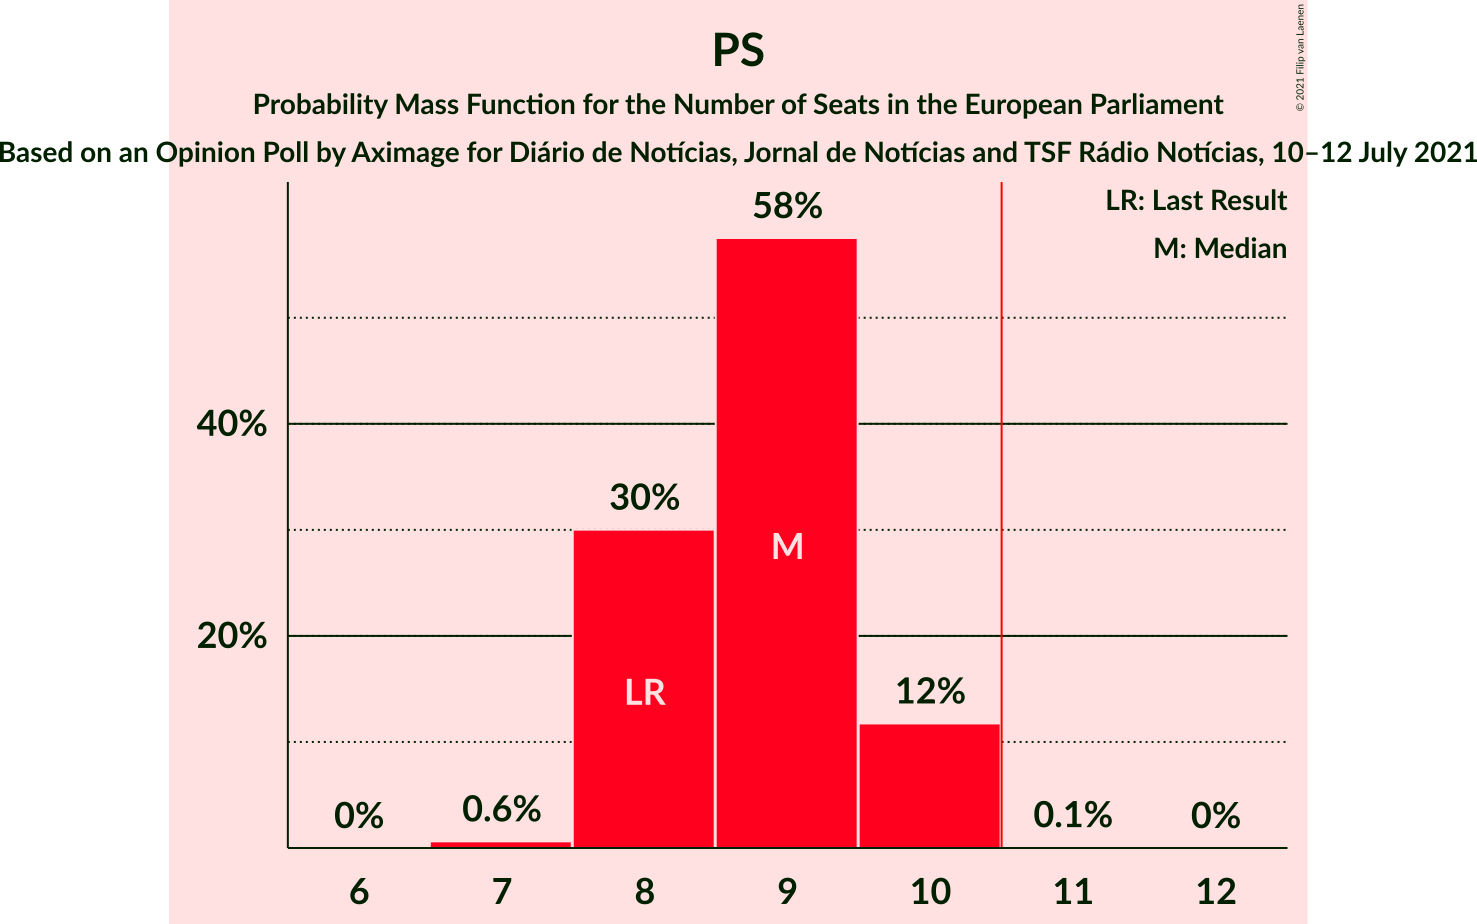 PS
Probability Mass Function for the Number of Seats in the European Parliament
Based on an Opinion Poll by Aximage for Diário de Notícias, Jornal de Notícias and TSF Rádio Notícias, 10–12 July 2021
© 2021 Filip van Laenen
LR: Last Result
M: Median
58%
40%
30%
M
20%
LR
12%
0%
0.6%
0.1%
0%
6 7 8 9 10 11 12